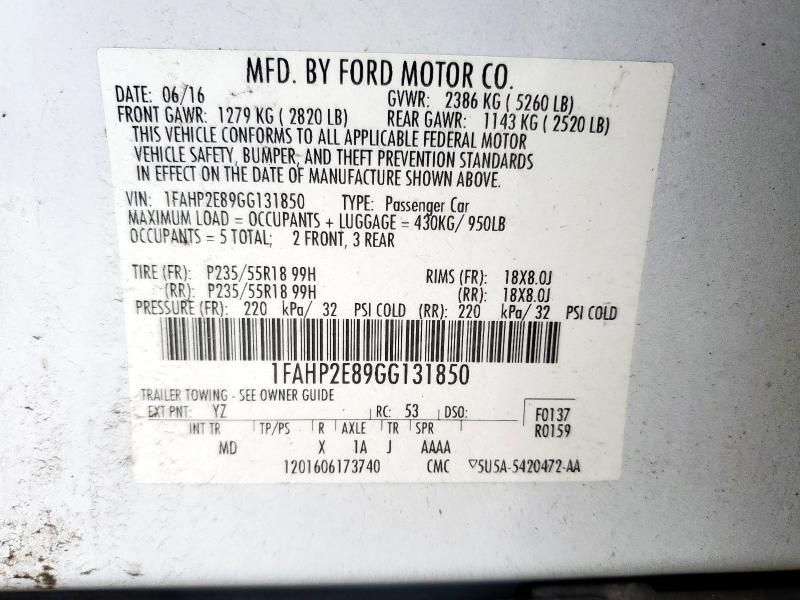 MFD. BY FORD MOTOR CO.
DATE: 06/16 GVWR: 2386 KG ( 5260 LB)
FRONT GAWR: 1279 KG ( 2820 LB) REAR GAWR: 1143 KG ( 2520 LB)
THIS VEHICLE CONFORMS TO ALL APPLICABLE FEDERAL MOTOR
VEHICLE SAFETY, BUMPER, AND THEFT PREVENTION STANDARDS
IN EFFECT ON THE DATE OF MANUFACTURE SHOWN ABOVE.
VIN: 1FAHP2E89GG131850 TYPE: Passenger Car
MAXIMUM LOAD = OCCUPANTS + LUGGAGE = 430KG/ 950LB
OCCUPANTS = 5 TOTAL; 2 FRONT, 3 REAR
TIRE (FR): P235/55R18 99H RIMS (FR): 18X8.0J
(RR): P235/55R18 99H (RR): 18X8.0J
PRESSURE (FR): 220 kPa/ 32 PSI COLD (RR): 220 kPa/ 32 PSI COLD
1FAHP2E89GG131850
TRAILER TOWING - SEE OWNER GUIDE
EXT PNT: YZ RC: 53 DSO: F0137
INT TR TP/PS R AXLE TR SPR R0159
MD X 1A J AAAA
1201606173740 CMC ▽5U5A-5420472-AA